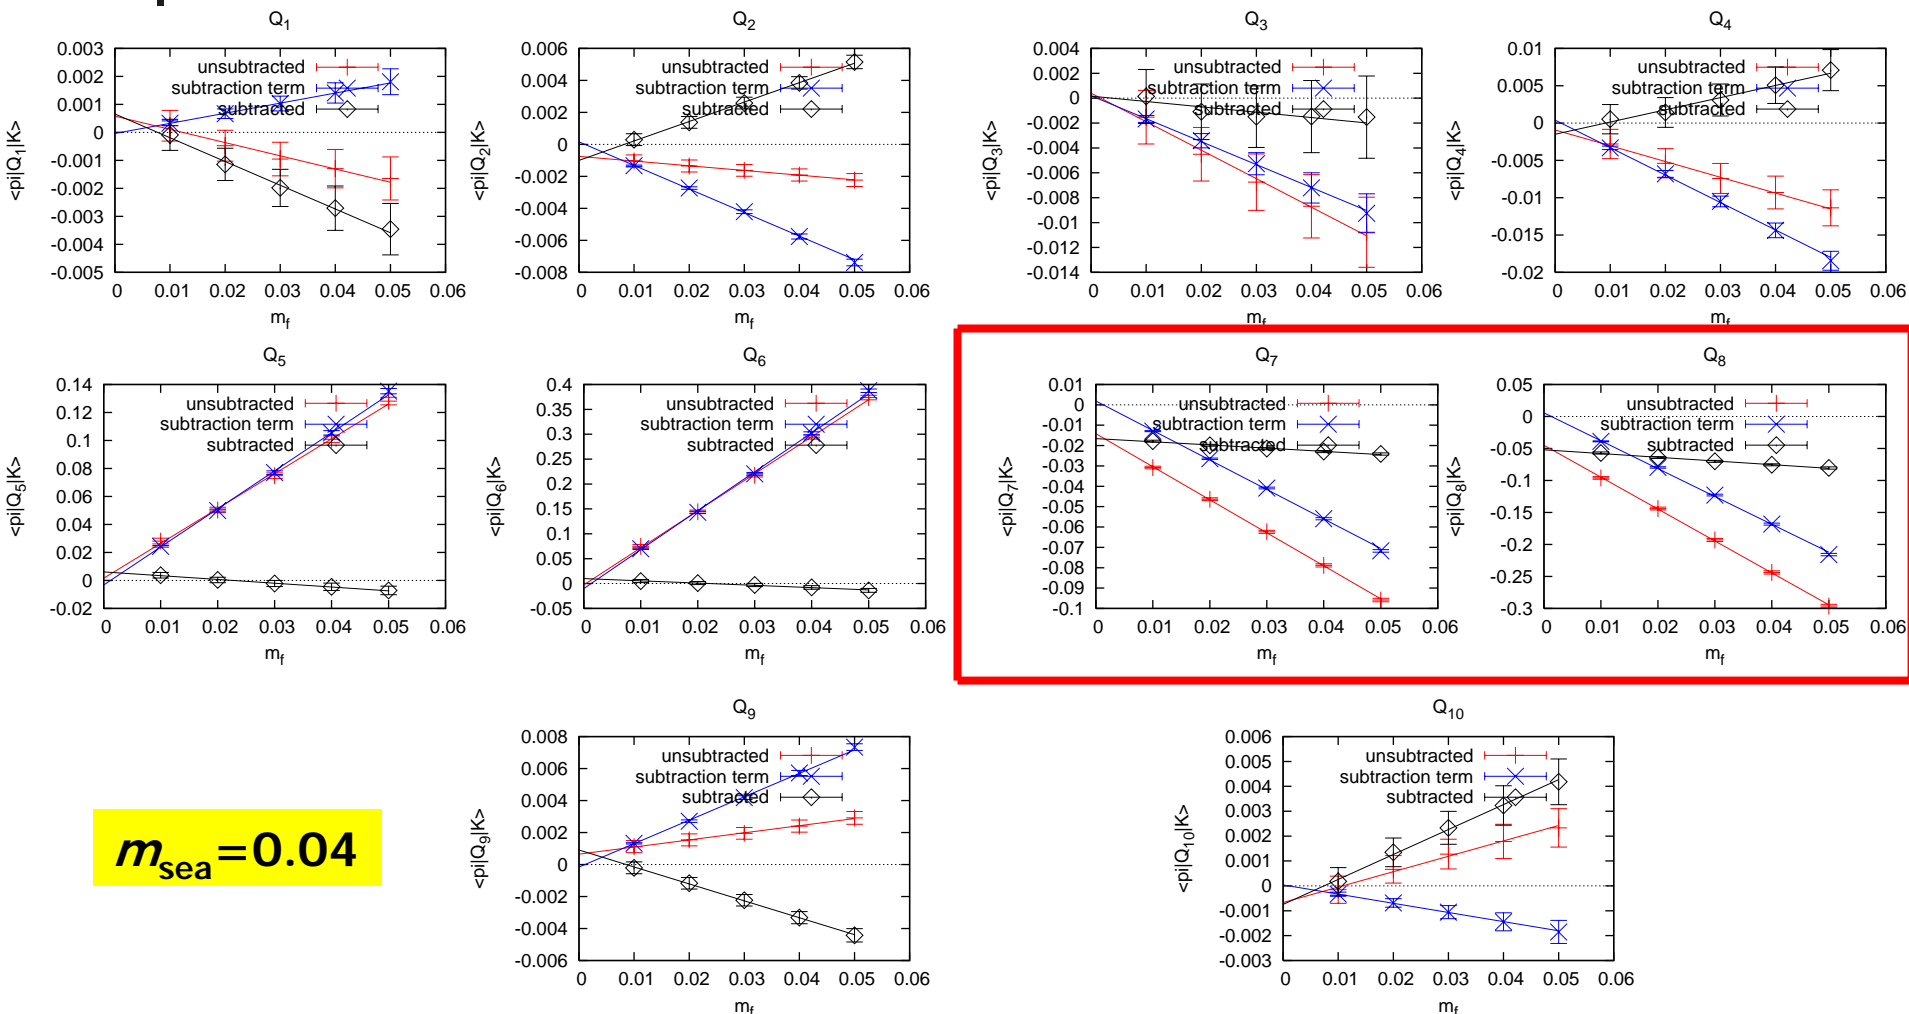 Q1
<pi|Q1|K>
0.003
0.002
0.001
0
-0.001
-0.002
-0.003
-0.004
-0.005
unsubtracted
subtraction term
subtracted
0 0.01 0.02 0.03 0.04 0.05 0.06
mf
Q2
<pi|Q2|K>
0.006
0.004
0.002
0
-0.002
-0.004
-0.006
-0.008
unsubtracted
subtraction term
subtracted
0 0.01 0.02 0.03 0.04 0.05 0.06
mf
Q3
<pi|Q3|K>
0.004
0.002
0
-0.002
-0.004
-0.006
-0.008
-0.01
-0.012
-0.014
unsubtracted
subtraction term
subtracted
0 0.01 0.02 0.03 0.04 0.05 0.06
mf
Q4
<pi|Q4|K>
0.01
0.005
0
-0.005
-0.01
-0.015
-0.02
unsubtracted
subtraction term
subtracted
0 0.01 0.02 0.03 0.04 0.05 0.06
mf
Q5
<pi|Q5|K>
0.14
0.12
0.1
0.08
0.06
0.04
0.02
0
-0.02
unsubtracted
subtraction term
subtracted
0 0.01 0.02 0.03 0.04 0.05 0.06
mf
Q6
<pi|Q6|K>
0.4
0.35
0.3
0.25
0.2
0.15
0.1
0.05
0
-0.05
unsubtracted
subtraction term
subtracted
0 0.01 0.02 0.03 0.04 0.05 0.06
mf
Q7
<pi|Q7|K>
0.01
0
-0.01
-0.02
-0.03
-0.04
-0.05
-0.06
-0.07
-0.08
-0.09
-0.1
unsubtracted
subtraction term
subtracted
0 0.01 0.02 0.03 0.04 0.05 0.06
mf
Q8
<pi|Q8|K>
0.05
0
-0.05
-0.1
-0.15
-0.2
-0.25
-0.3
unsubtracted
subtraction term
subtracted
0 0.01 0.02 0.03 0.04 0.05 0.06
mf
msea=0.04
Q9
<pi|Q9|K>
0.008
0.006
0.004
0.002
0
-0.002
-0.004
-0.006
unsubtracted
subtraction term
subtracted
0 0.01 0.02 0.03 0.04 0.05 0.06
mf
Q10
<pi|Q10|K>
0.006
0.005
0.004
0.003
0.002
0.001
0
-0.001
-0.002
-0.003
unsubtracted
subtraction term
subtracted
0 0.01 0.02 0.03 0.04 0.05 0.06
mf